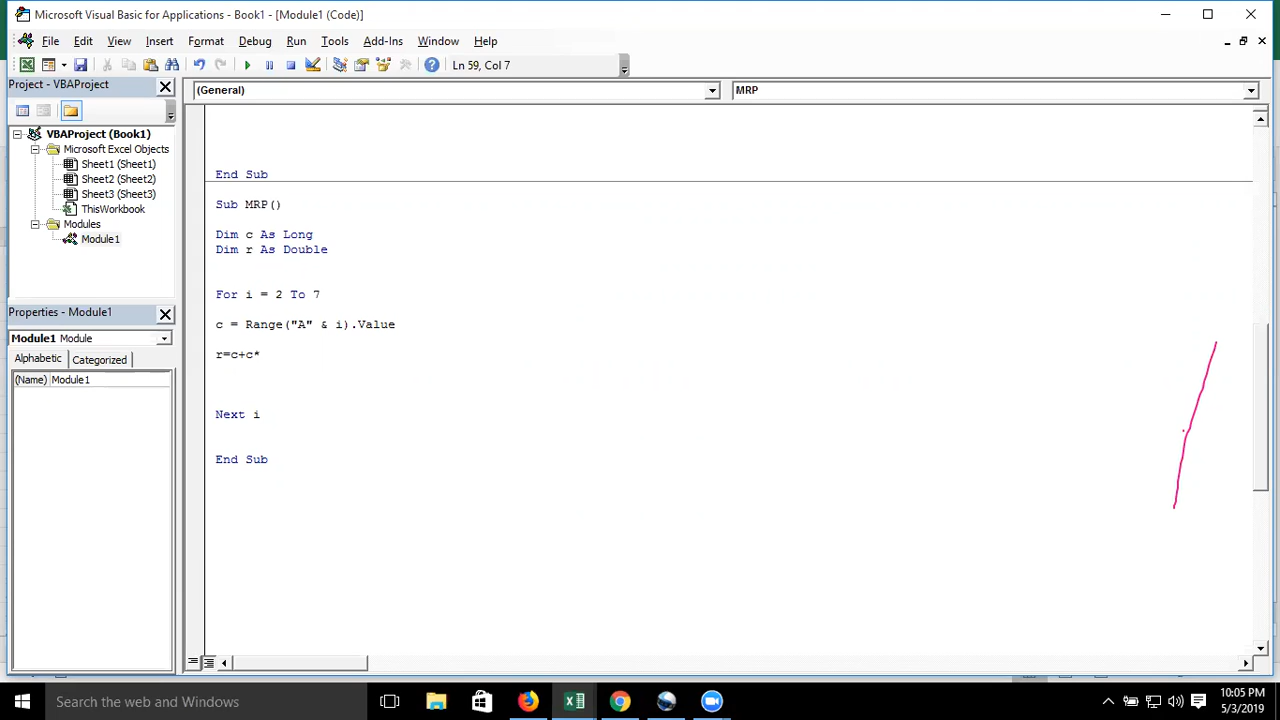 Microsoft Visual Basic for Applications - Book1 - [Module1 (Code)]
File Edit View Insert Format Debug Run Tools Add-Ins Window Help
Ln 59, Col 7
Project - VBAProject
(General)
MRP
VBAProject (Book1)
Microsoft Excel Objects
Sheet1 (Sheet1)
Sheet2 (Sheet2)
Sheet3 (Sheet3)
ThisWorkbook
Modules
Module1
Properties - Module1
Module1 Module
Alphabetic Categorized
(Name) Module1
End Sub
Sub MRP()
Dim c As Long
Dim r As Double
For i = 2 To 7
c = Range("A" & i).Value
r=c+c*
Next i
End Sub
Search the web and Windows
10:05 PM
5/3/2019